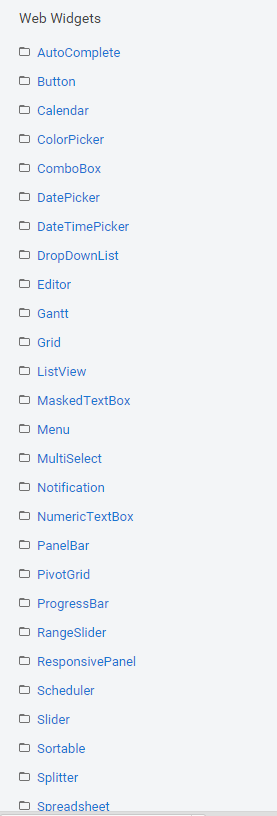 Web Widgets
AutoComplete
Button
Calendar
ColorPicker
ComboBox
DatePicker
DateTimePicker
DropDownList
Editor
Gantt
Grid
ListView
MaskedTextBox
Menu
MultiSelect
Notification
NumericTextBox
PanelBar
PivotGrid
ProgressBar
RangeSlider
ResponsivePanel
Scheduler
Slider
Sortable
Splitter
Spreadsheet